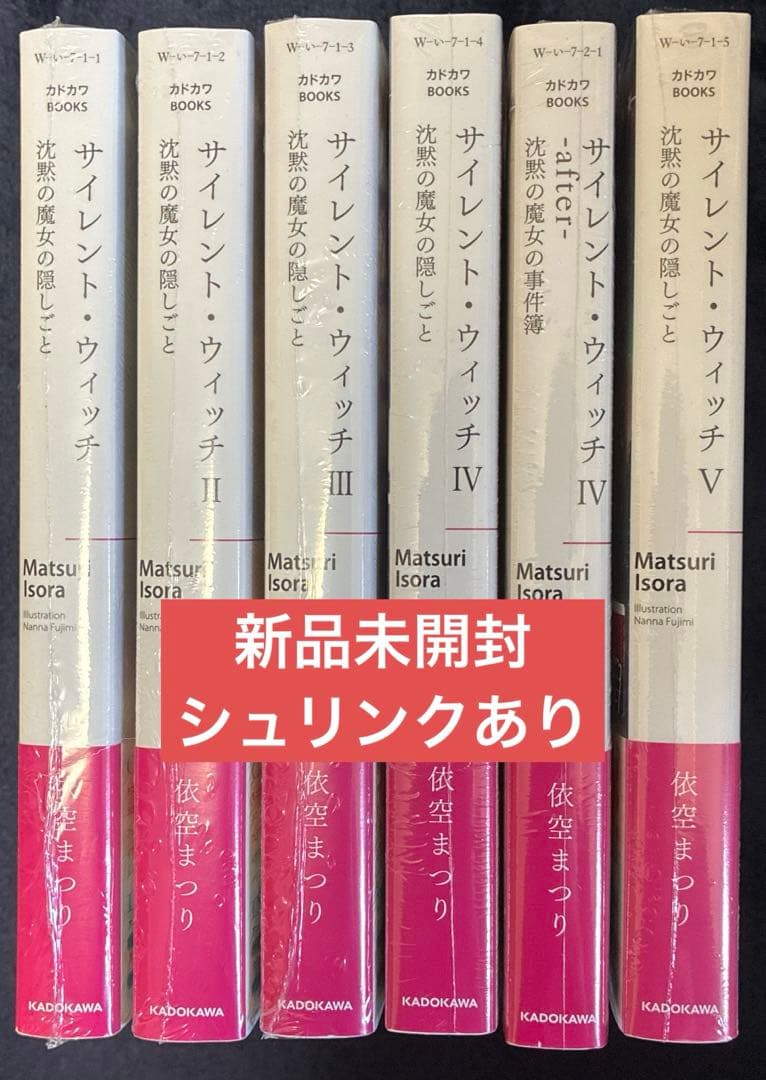 W-い-7-1-1
カドカワ
BOOKS
サイレント・ウィッチ
沈黙の魔女の隠しごと
Matsuri
Isora
Illustration
Nanna Fujimi
依空まつり
KADOKAWA
W-い-7-1-2
カドカワ
BOOKS
サイレント・ウィッチ II
沈黙の魔女の隠しごと
Matsuri
Isora
依空まつり
KADOKAWA
W-い-7-1-3
カドカワ
BOOKS
サイレント・ウィッチ III
沈黙の魔女の隠しごと
Matsuri
Isora
依空まつり
KADOKAWA
W-い-7-1-4
カドカワ
BOOKS
サイレント・ウィッチ IV
沈黙の魔女の隠しごと
Matsuri
Isora
依空まつり
KADOKAWA
W-い-7-2-1
カドカワ
BOOKS
サイレント・ウィッチ IV
-after-
沈黙の魔女の事件簿
Matsuri
Isora
依空まつり
KADOKAWA
W-い-7-1-5
カドカワ
BOOKS
サイレント・ウィッチ V
沈黙の魔女の隠しごと
Matsuri
Isora
Illustration
Nanna Fujimi
依空まつり
KADOKAWA
新品未開封
シュリンクあり